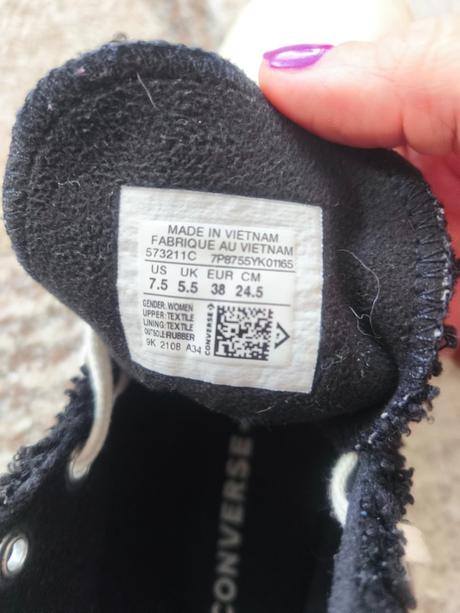 MADE IN VIETNAM
FABRIQUE AU VIETNAM
573211C 7P8755YK01165
US UK EUR CM
7.5 5.5 38 24.5
GENDER: WOMEN
UPPER: TEXTILE
LINING: TEXTILE
OUTSOLE: RUBBER
9K 210B A34
CONVERSE
CONVERSE